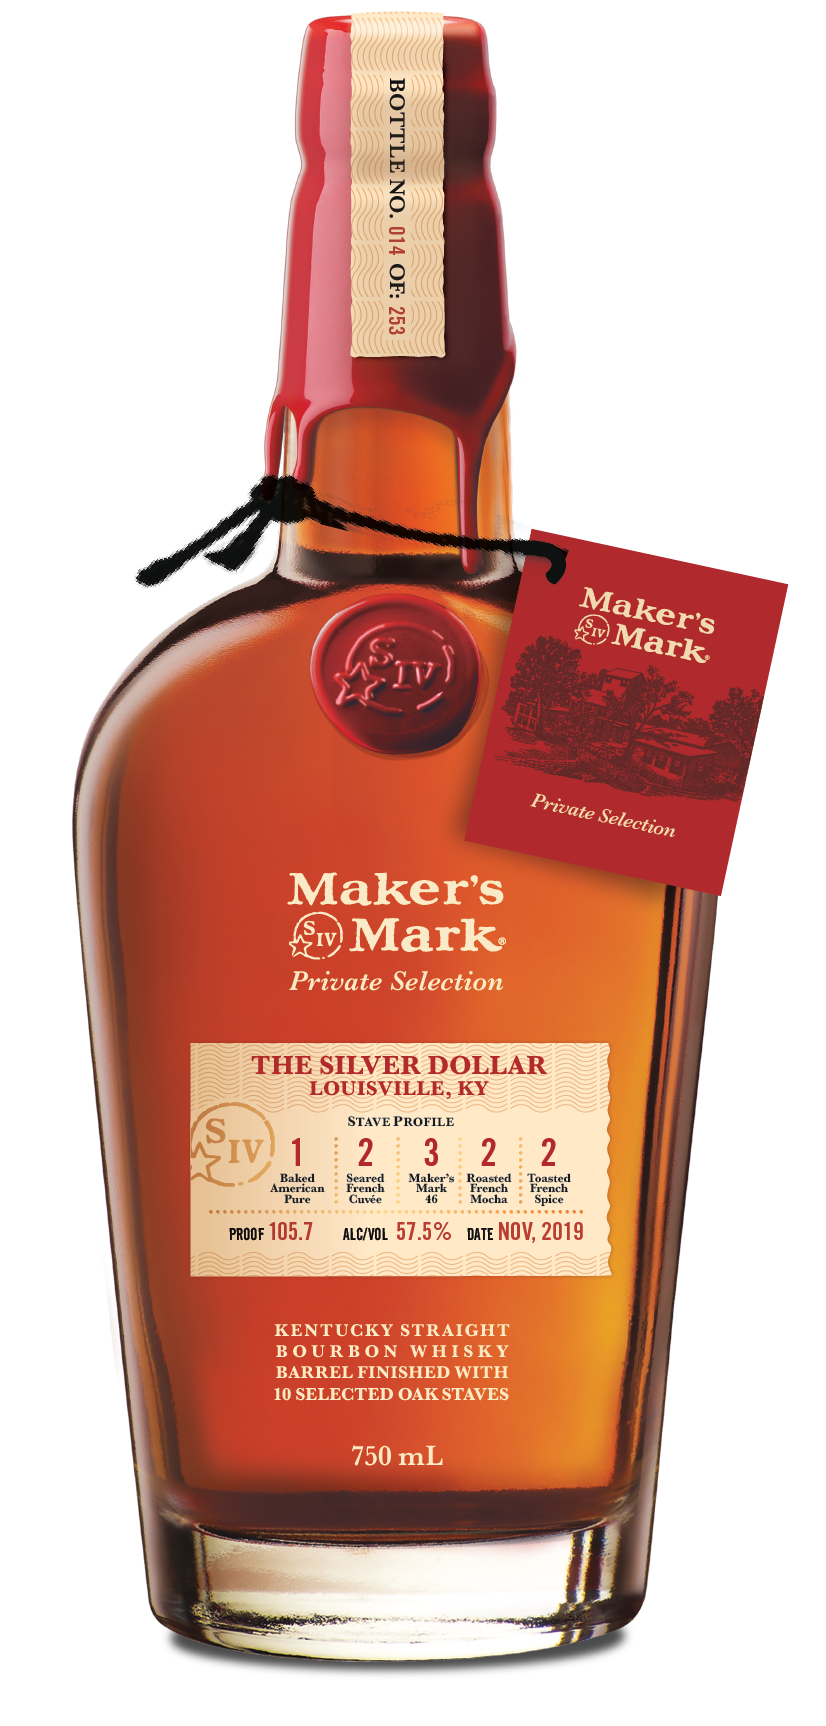 BOTTLE NO. 014 OF: 253
S
IV
Maker's
SIV Mark®
Private Selection
Maker's
SIV Mark®
Private Selection
THE SILVER DOLLAR
LOUISVILLE, KY
STAVE PROFILE
S
IV
1 2 3 2 2
Baked Seared Maker's Roasted Toasted
American French Mark French French
Pure Cuvée 46 Mocha Spice
PROOF 105.7 ALC/VOL 57.5% DATE NOV, 2019
KENTUCKY STRAIGHT
BOURBON WHISKY
BARREL FINISHED WITH
10 SELECTED OAK STAVES
750 mL